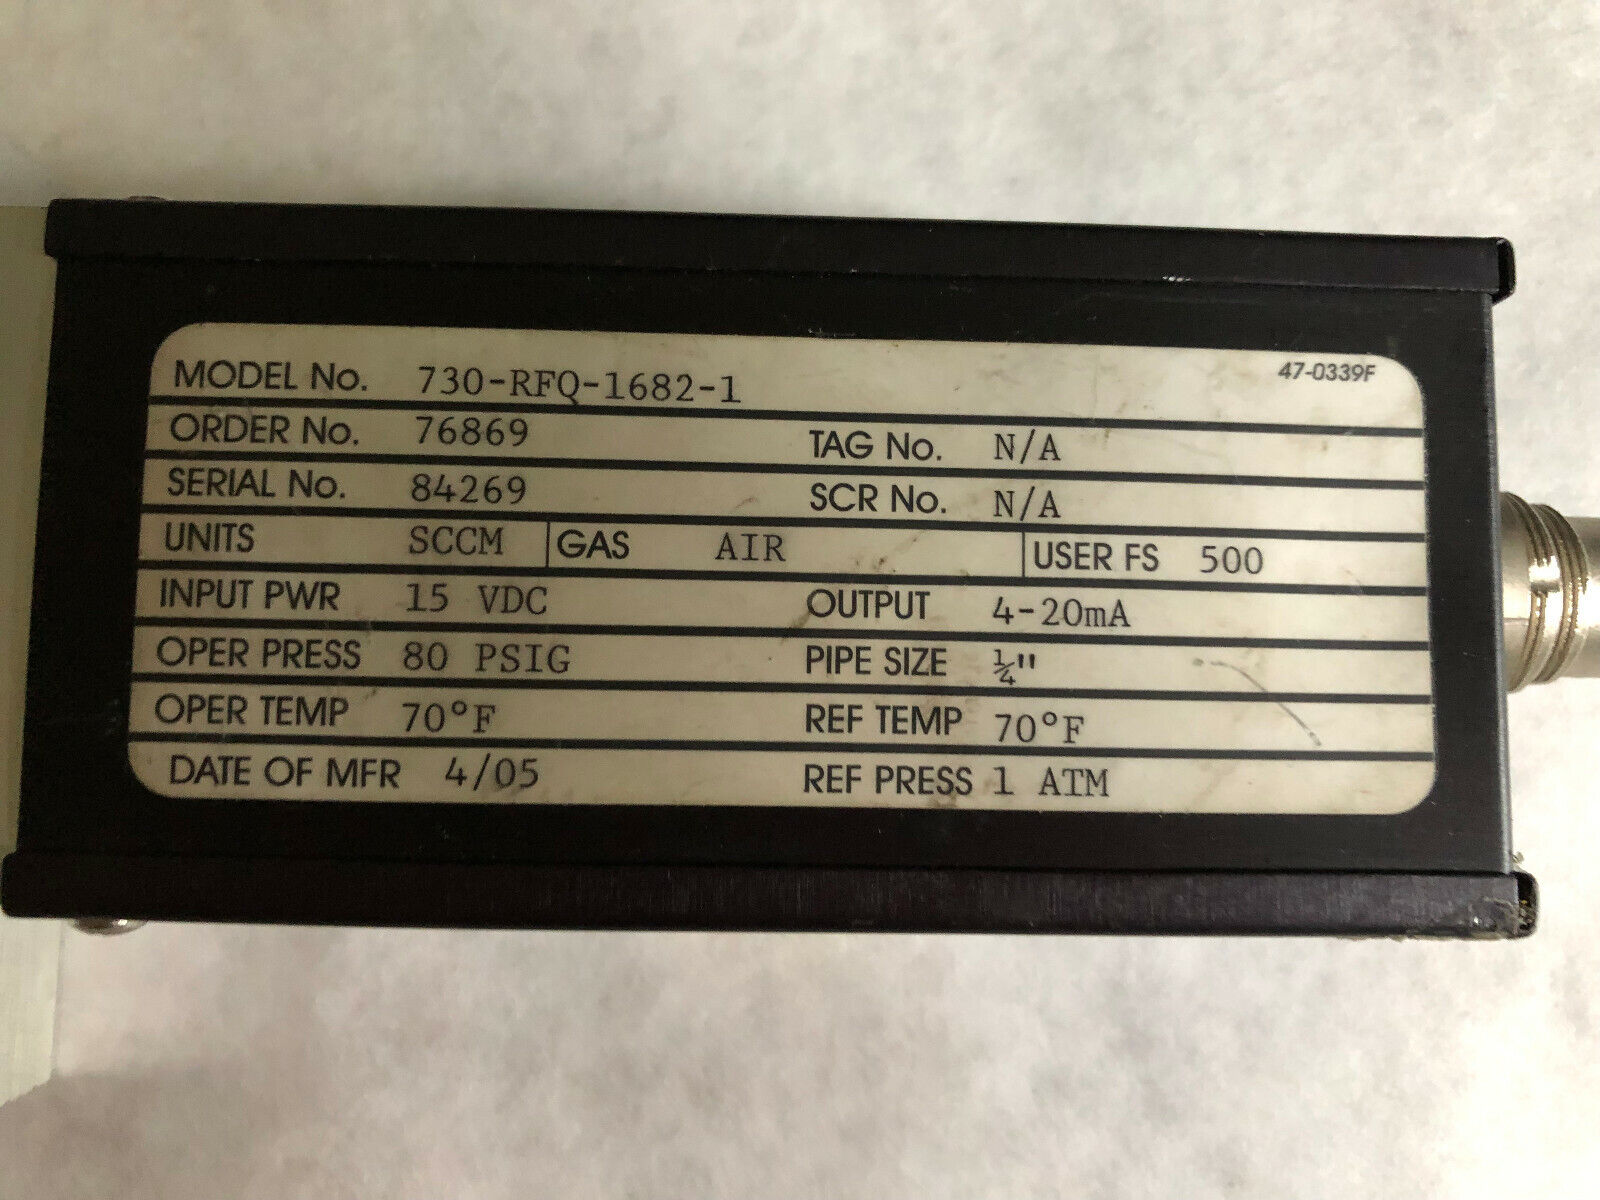 MODEL No. 730-RFQ-1682-1 47-0339F
ORDER No. 76869 TAG No. N/A
SERIAL No. 84269 SCR No. N/A
UNITS SCCM GAS AIR USER FS 500
INPUT PWR 15 VDC OUTPUT 4-20mA
OPER PRESS 80 PSIG PIPE SIZE ¼"
OPER TEMP 70°F REF TEMP 70°F
DATE OF MFR 4/05 REF PRESS 1 ATM